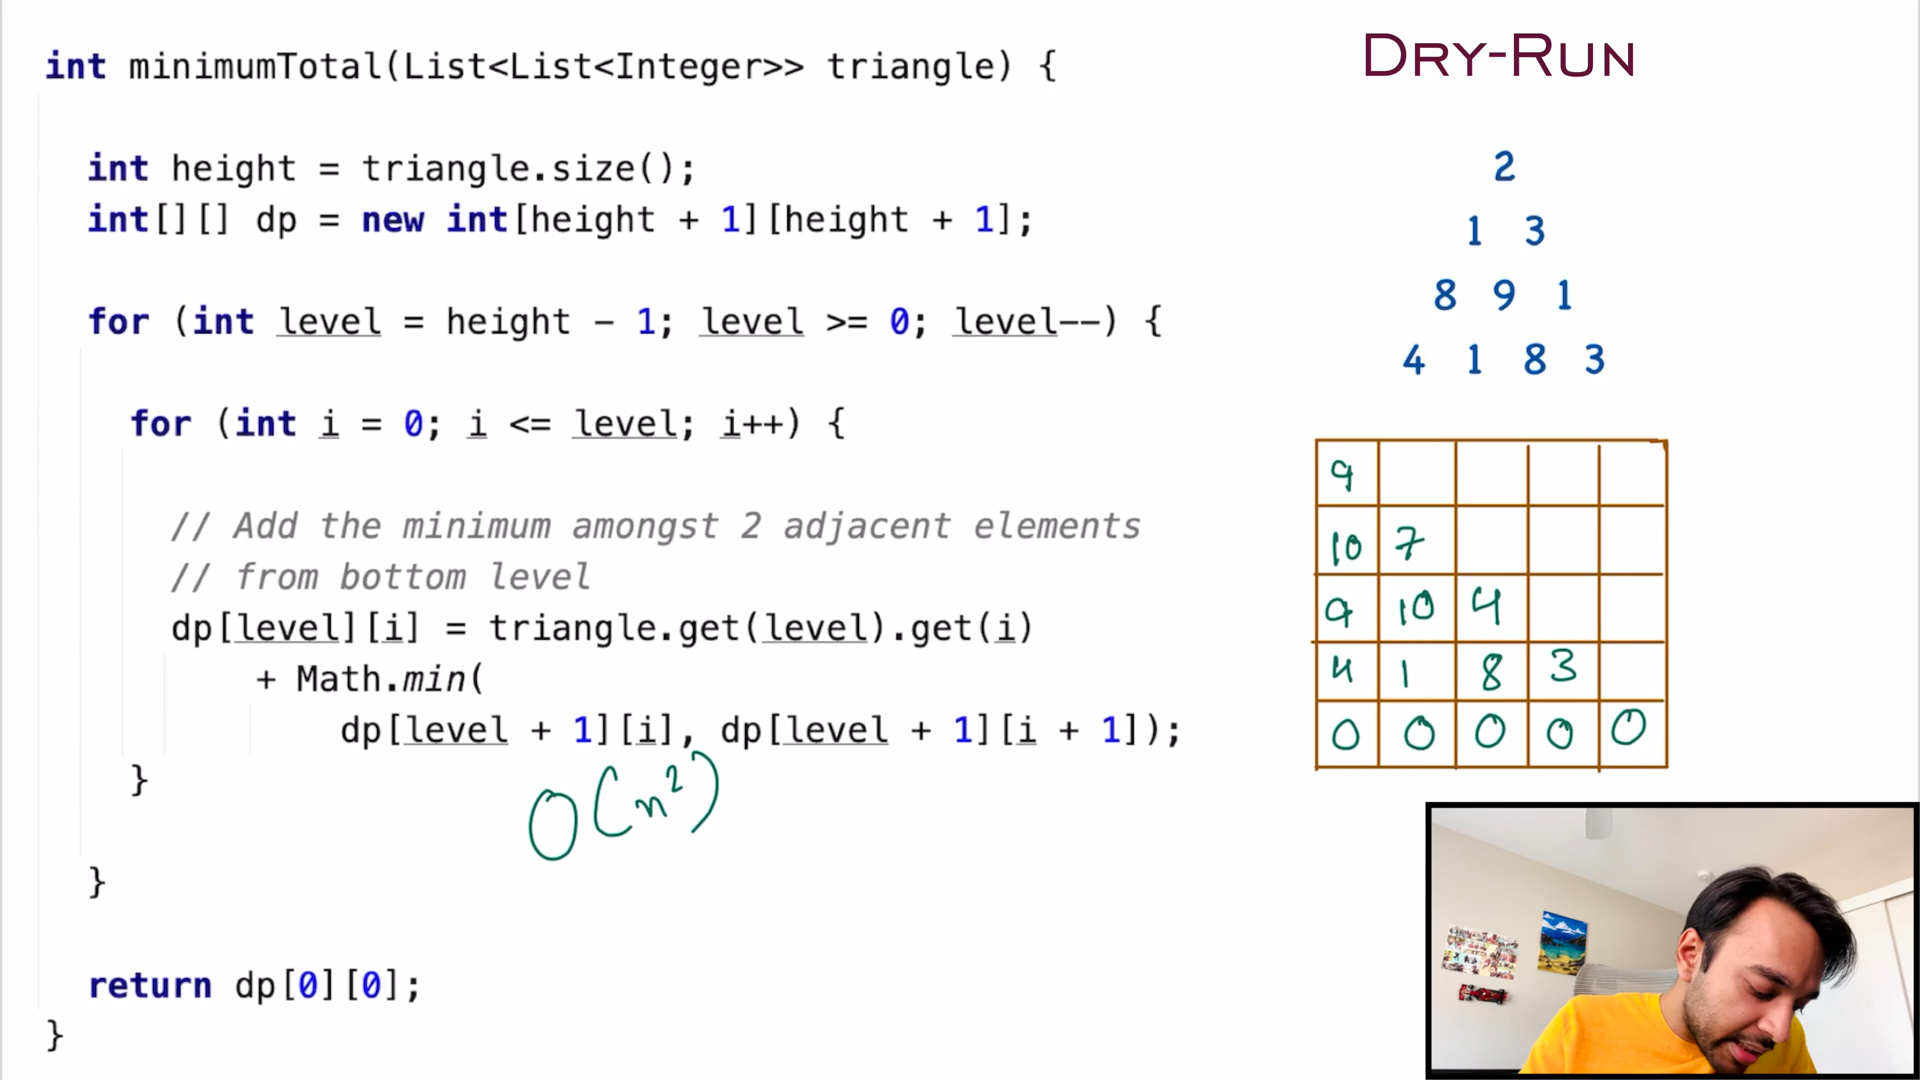 int minimumTotal(List<List<Integer>> triangle) {
int height = triangle.size();
int[][] dp = new int[height + 1][height + 1];
for (int level = height - 1; level >= 0; level--) {
for (int i = 0; i <= level; i++) {
// Add the minimum amongst 2 adjacent elements
// from bottom level
dp[level][i] = triangle.get(level).get(i)
+ Math.min(
dp[level + 1][i], dp[level + 1][i + 1]);
}
O(n²)
}
return dp[0][0];
}
DRY-RUN
2
1 3
8 9 1
4 1 8 3
9
10 7
9 10 4
4 1 8 3
0 0 0 0 0